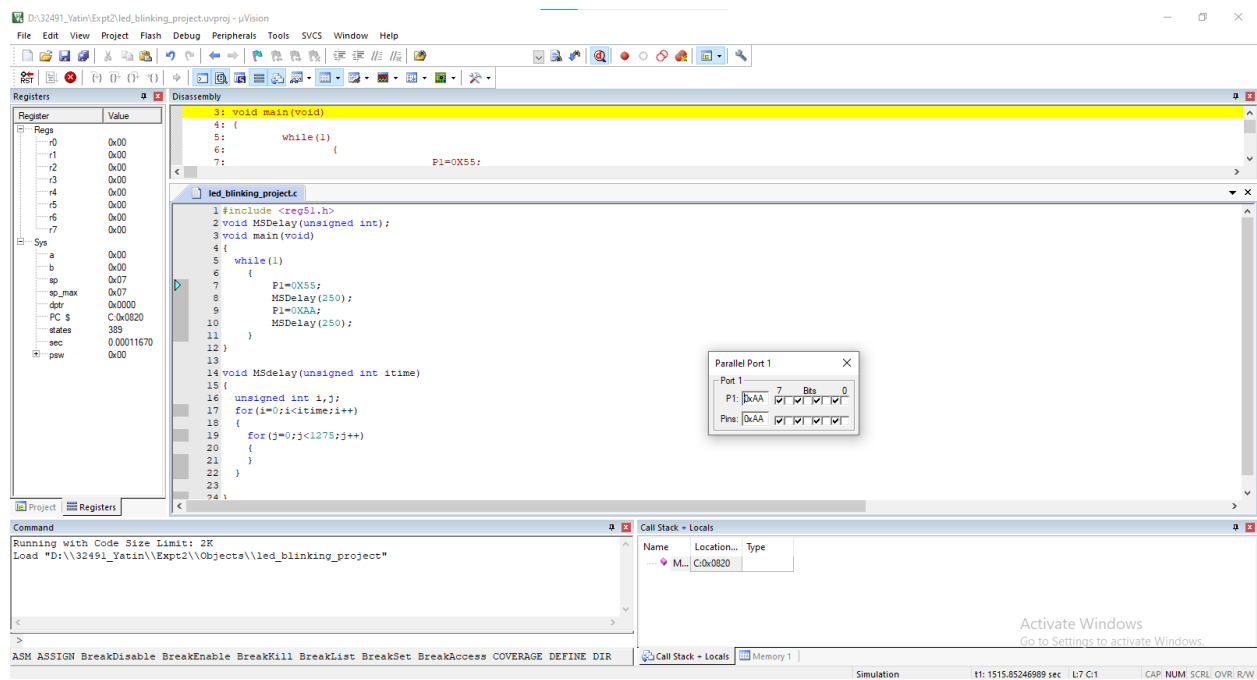 D:\32491_Yatin\Expt2\led_blinking_project.uvproj - µVision
File Edit View Project Flash Debug Peripherals Tools SVCS Window Help
RST
Registers
Register Value
Regs
r0 0x00
r1 0x00
r2 0x00
r3 0x00
r4 0x00
r5 0x00
r6 0x00
r7 0x00
Sys
a 0x00
b 0x00
sp 0x07
sp_max 0x07
dptr 0x0000
PC $ C:0x0820
states 389
sec 0.00011670
psw 0x00
Project Registers
Disassembly
3: void main(void)
4: {
5: while(1)
6: {
7: P1=0X55;
led_blinking_project.c
1 #include <reg51.h>
2 void MSDelay(unsigned int);
3 void main(void)
4 {
5 while(1)
6 {
7 P1=0X55;
8 MSDelay(250);
9 P1=0XAA;
10 MSDelay(250);
11 }
12 }
13
14 void MSdelay(unsigned int itime)
15 {
16 unsigned int i,j;
17 for(i=0;i<itime;i++)
18 {
19 for(j=0;j<1275;j++)
20 {
21 }
22 }
23
24 }
Parallel Port 1
Port 1
7 Bits 0
P1: 0xAA
Pins: 0xAA
Command
Running with Code Size Limit: 2K
Load "D:\\32491_Yatin\\Expt2\\Objects\\led_blinking_project"
>
ASM ASSIGN BreakDisable BreakEnable BreakKill BreakList BreakSet BreakAccess COVERAGE DEFINE DIR
Call Stack + Locals
Name Location... Type
M... C:0x0820
Call Stack + Locals Memory 1
Activate Windows
Go to Settings to activate Windows.
Simulation t1: 1515.85246989 sec L:7 C:1 CAP NUM SCRL OVR R/W